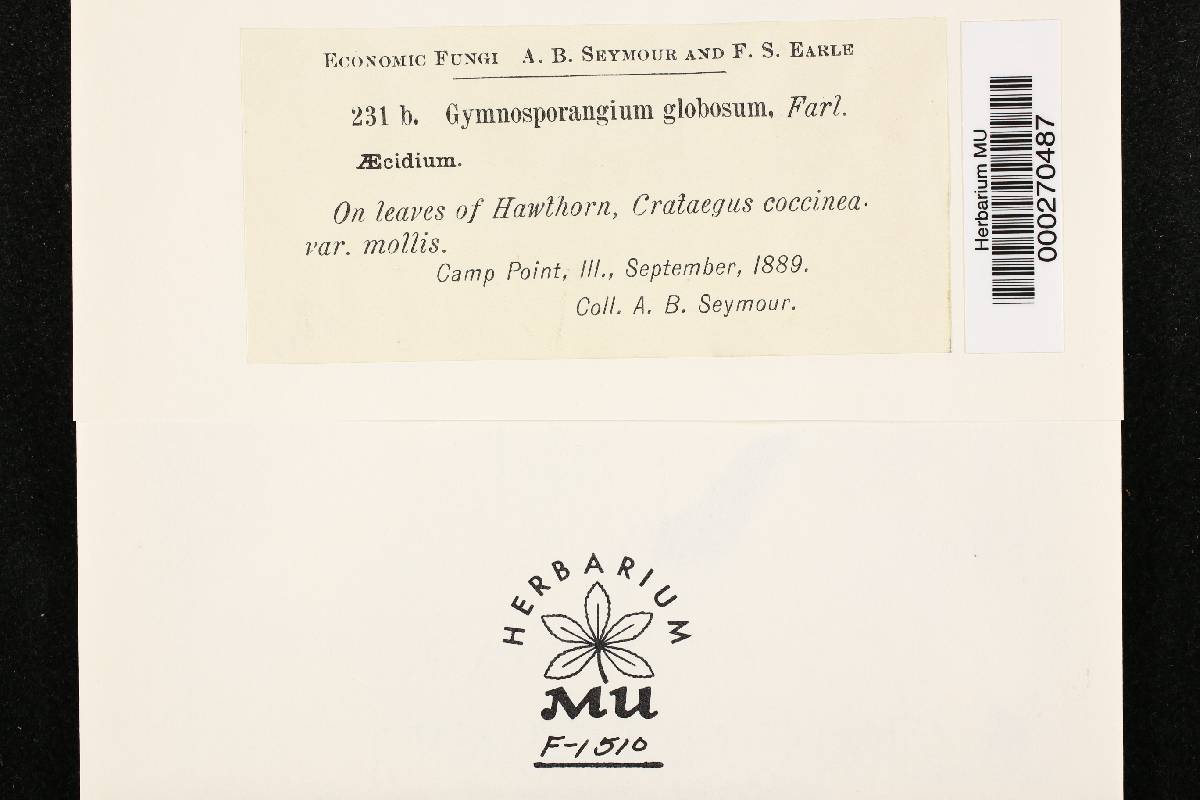 ECONOMIC FUNGI A. B. SEYMOUR AND F. S. EARLE
231 b. Gymnosporangium globosum, Farl.
Æcidium.
On leaves of Hawthorn, Crataegus coccinea.
var. mollis.
Camp Point, Ill., September, 1889.
Coll. A. B. Seymour.
Herbarium MU
000270487
HERBARIUM
MU
F-1510